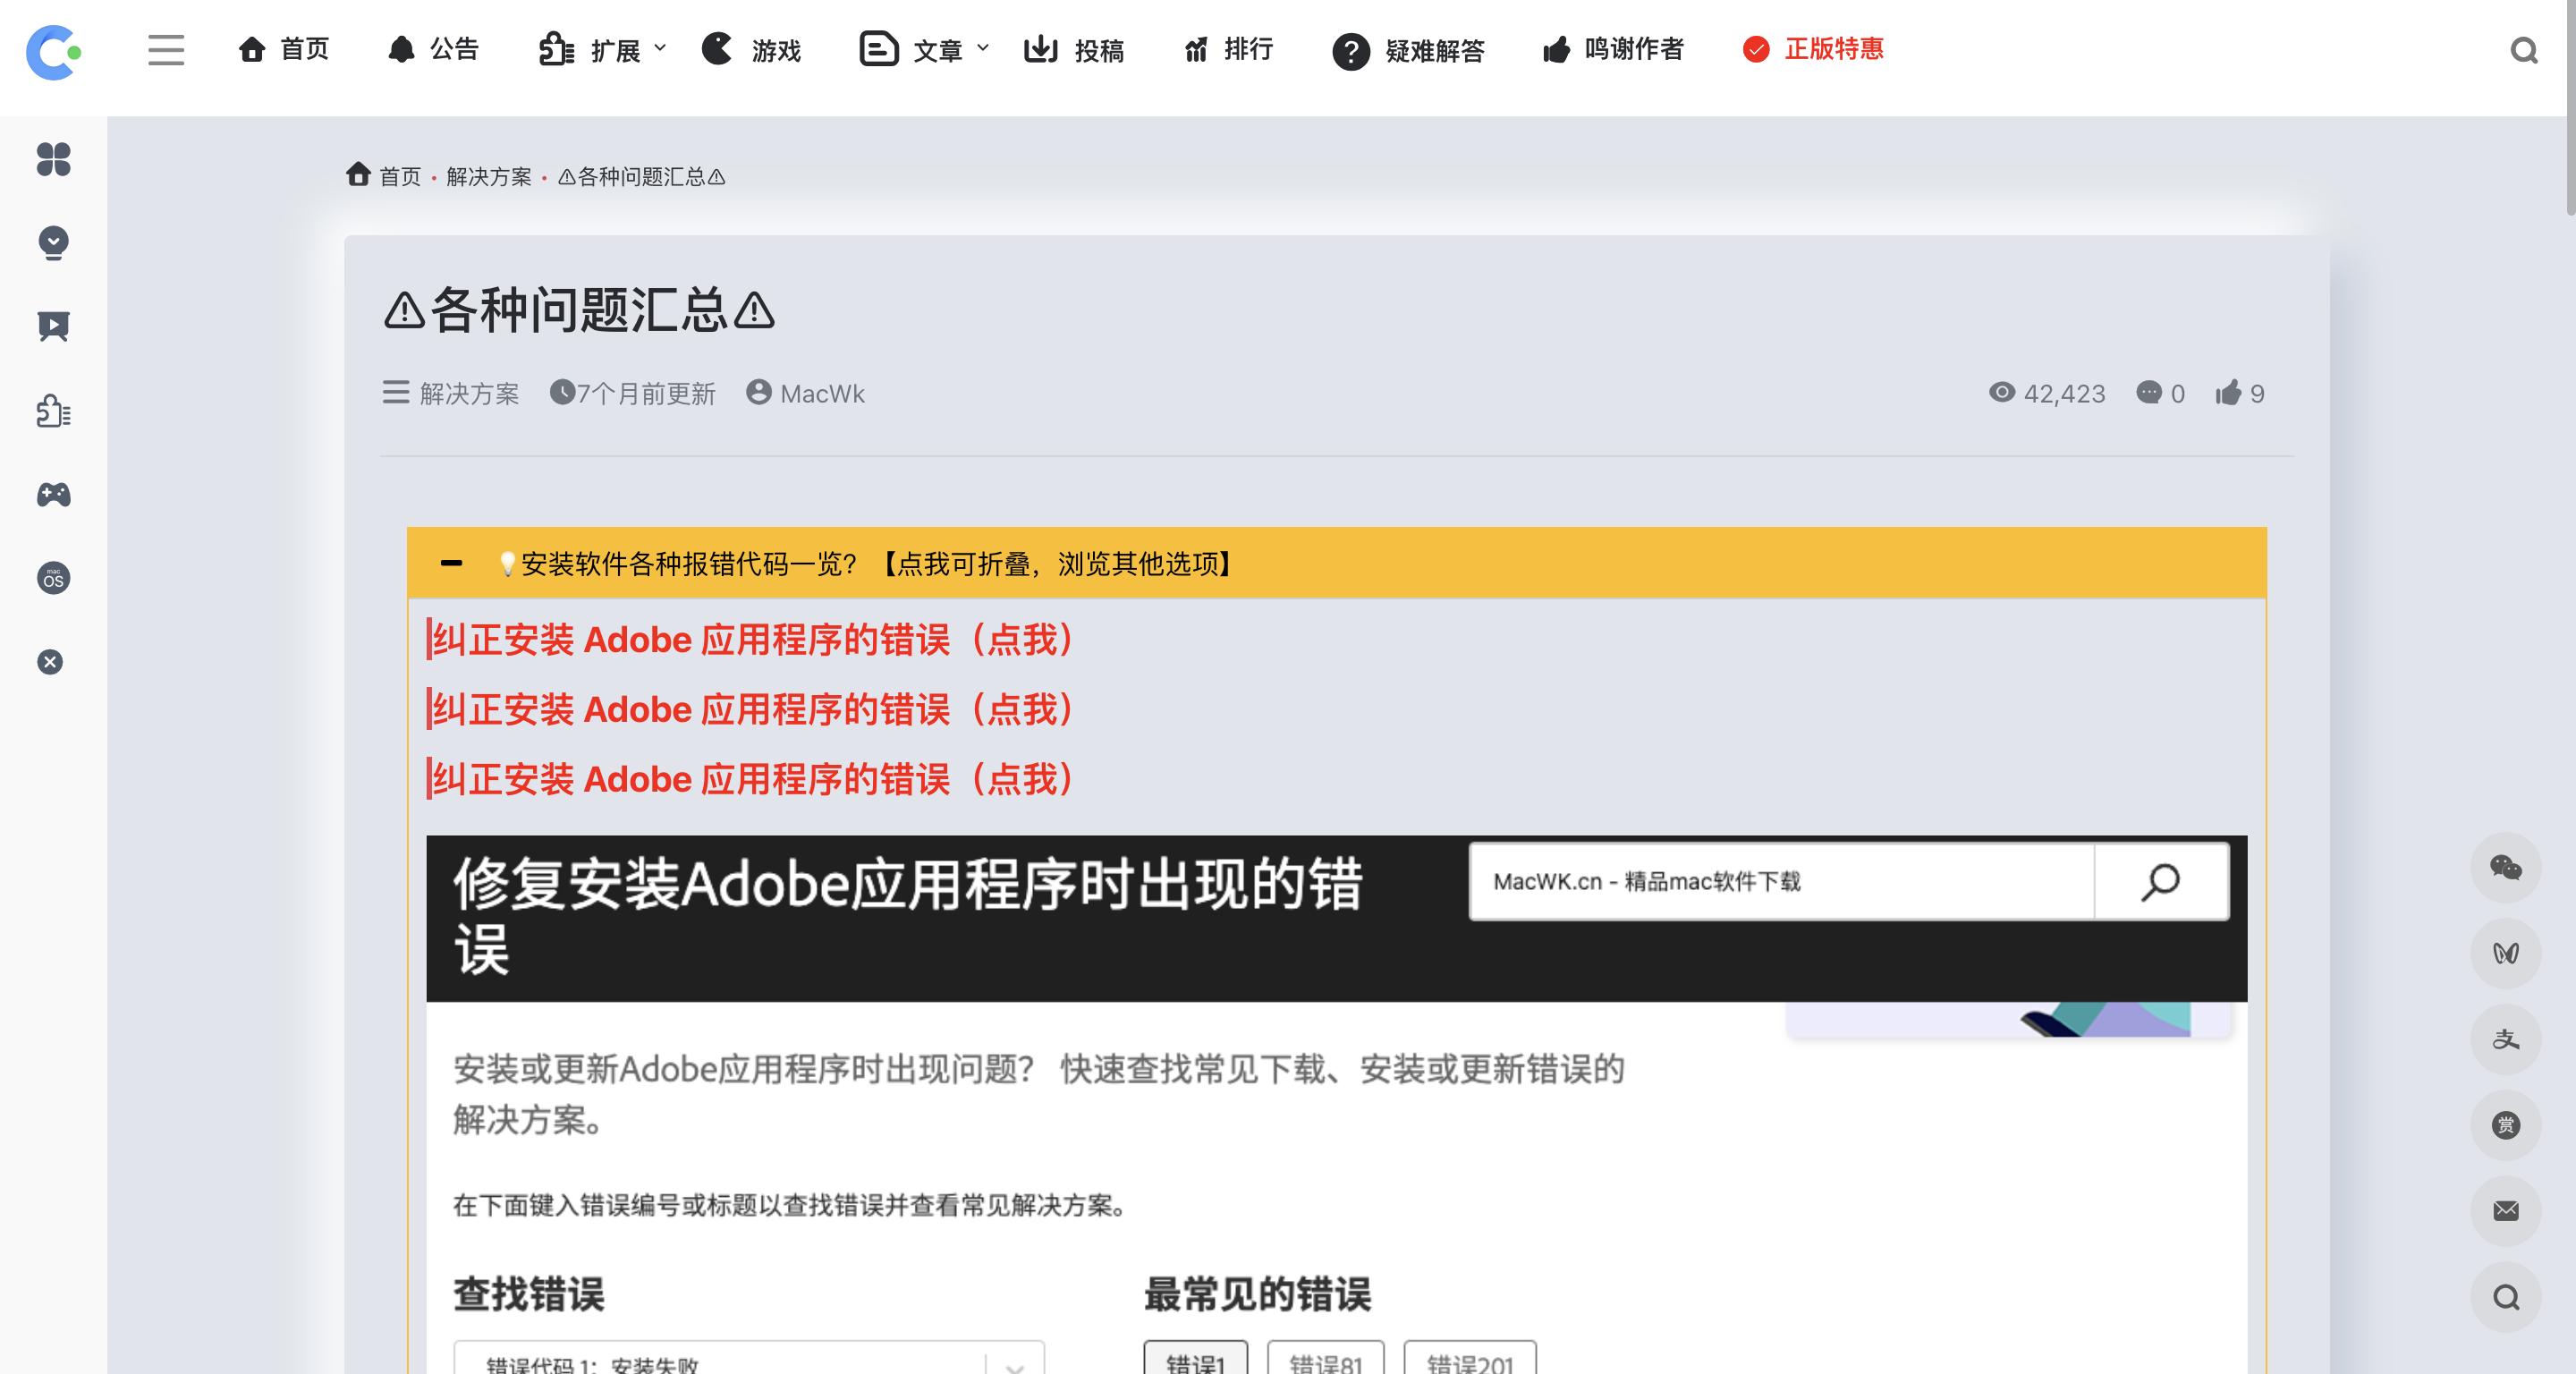 首页
公告
扩展
游戏
文章
投稿
排行
疑难解答
鸣谢作者
正版特惠
首页 • 解决方案 • ⚠各种问题汇总⚠
⚠各种问题汇总⚠
解决方案 7个月前更新 MacWk 42,423 0 9
💡安装软件各种报错代码一览？【点我可折叠，浏览其他选项】
纠正安装 Adobe 应用程序的错误（点我）
纠正安装 Adobe 应用程序的错误（点我）
纠正安装 Adobe 应用程序的错误（点我）
修复安装Adobe应用程序时出现的错
误
MacWK.cn - 精品mac软件下载
安装或更新Adobe应用程序时出现问题？ 快速查找常见下载、安装或更新错误的
解决方案。
在下面键入错误编号或标题以查找错误并查看常见解决方案。
查找错误
错误代码 1：安装失败
最常见的错误
错误1
错误81
错误201
mac
OS
支
赏